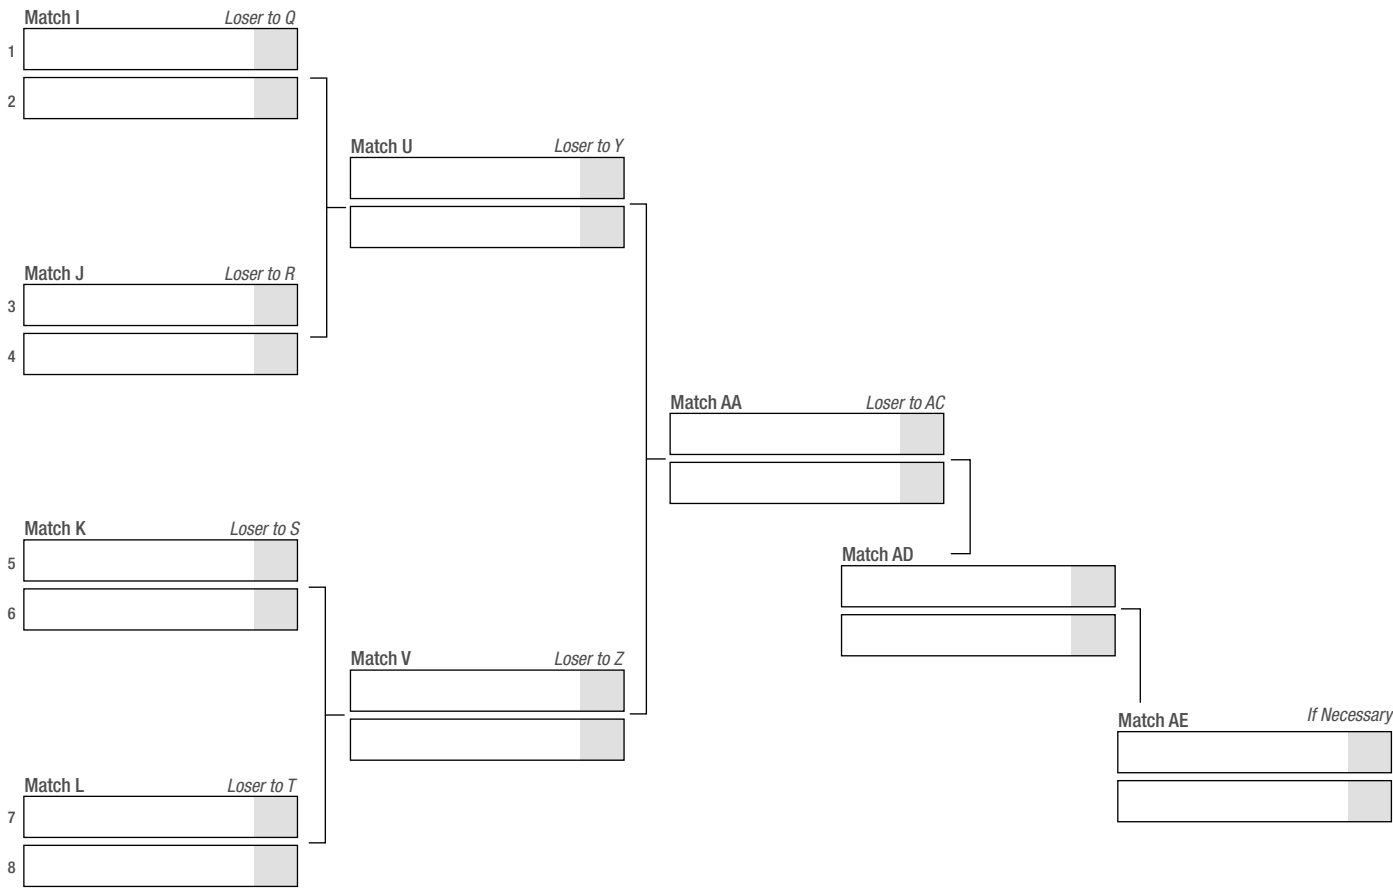 Match I Loser to Q
1
2
Match U Loser to Y
Match J Loser to R
3
4
Match AA Loser to AC
Match K Loser to S
5
6
Match AD
Match V Loser to Z
Match AE If Necessary
Match L Loser to T
7
8